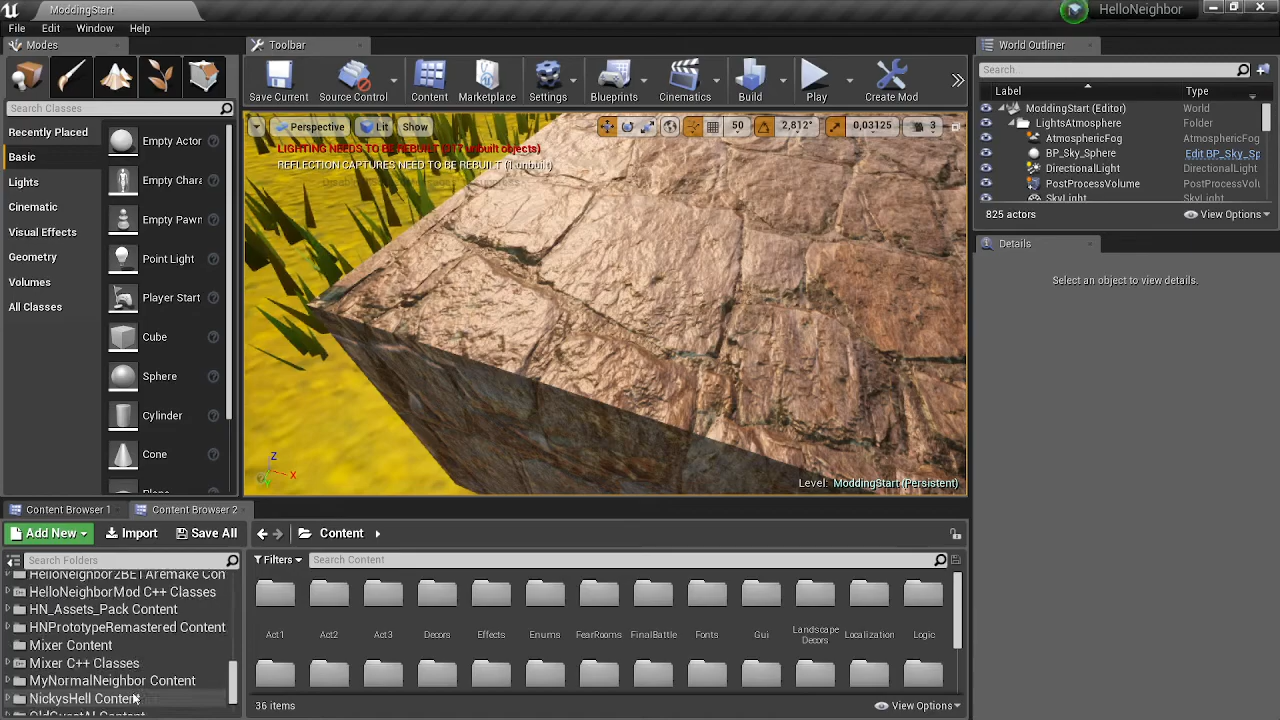 ModdingStart
HelloNeighbor
File Edit Window Help
Modes
Toolbar
World Outliner
Search Classes
Save Current
Source Control
Content
Marketplace
Settings
Blueprints
Cinematics
Build
Play
Create Mod
Search...
Label Type
ModdingStart (Editor) World
LightsAtmosphere Folder
AtmosphericFog AtmosphericFog
BP_Sky_Sphere Edit BP_Sky_Sp
DirectionalLight DirectionalLight
PostProcessVolume PostProcessVolu
SkyLight SkyLight
825 actors View Options
Recently Placed
Basic
Lights
Cinematic
Visual Effects
Geometry
Volumes
All Classes
Empty Actor
Empty Chara
Empty Pawn
Point Light
Player Start
Cube
Sphere
Cylinder
Cone
Plane
Perspective Lit Show 50 2,812° 0,03125 3
REFLECTION CAPTURES NEED TO BE REBUILT (1 unbuilt)
Z
X
Level: ModdingStart (Persistent)
Details
Select an object to view details.
Content Browser 1 Content Browser 2
Add New Import Save All Content
Search Folders
Filters Search Content
HelloNeighbor2BETAremake Con
HelloNeighborMod C++ Classes
HN_Assets_Pack Content
HNPrototypeRemastered Content
Mixer Content
Mixer C++ Classes
MyNormalNeighbor Content
NickysHell Content
Act1 Act2 Act3 Decors Effects Enums FearRooms FinalBattle Fonts Gui Landscape Decors Localization Logic
36 items View Options